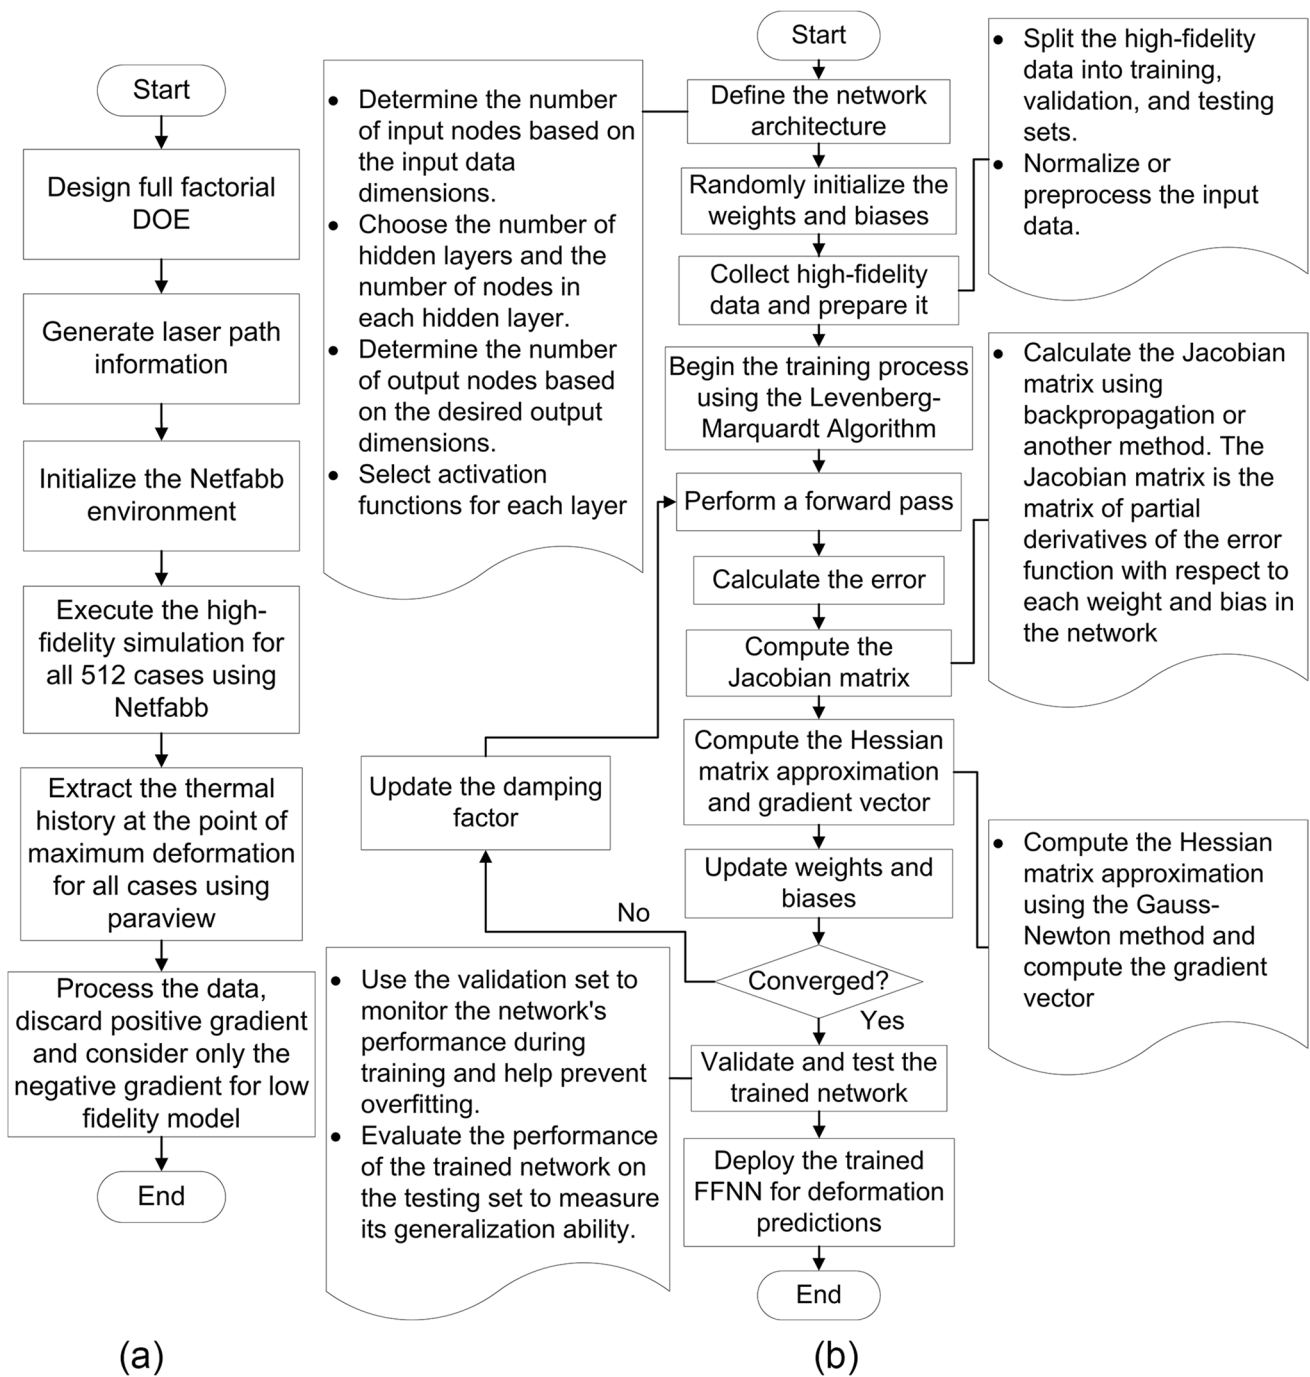 Start
Design full factorial
DOE
Generate laser path
information
Initialize the Netfabb
environment
Execute the high-
fidelity simulation for
all 512 cases using
Netfabb
Extract the thermal
history at the point of
maximum deformation
for all cases using
paraview
Process the data,
discard positive gradient
and consider only the
negative gradient for low
fidelity model
End
(a)
Start
Define the network
architecture
• Determine the number
of input nodes based on
the input data
dimensions.
• Choose the number of
hidden layers and the
number of nodes in
each hidden layer.
• Determine the number
of output nodes based
on the desired output
dimensions.
• Select activation
functions for each layer
Randomly initialize the
weights and biases
Collect high-fidelity
data and prepare it
• Split the high-fidelity
data into training,
validation, and testing
sets.
• Normalize or
preprocess the input
data.
Begin the training process
using the Levenberg-
Marquardt Algorithm
Perform a forward pass
Calculate the error
Compute the
Jacobian matrix
• Calculate the Jacobian
matrix using
backpropagation or
another method. The
Jacobian matrix is the
matrix of partial
derivatives of the error
function with respect to
each weight and bias in
the network
Compute the Hessian
matrix approximation
and gradient vector
• Compute the Hessian
matrix approximation
using the Gauss-
Newton method and
compute the gradient
vector
Update weights and
biases
Converged?
No
Update the damping
factor
Yes
Validate and test the
trained network
• Use the validation set to
monitor the network's
performance during
training and help prevent
overfitting.
• Evaluate the performance
of the trained network on
the testing set to measure
its generalization ability.
Deploy the trained
FFNN for deformation
predictions
End
(b)